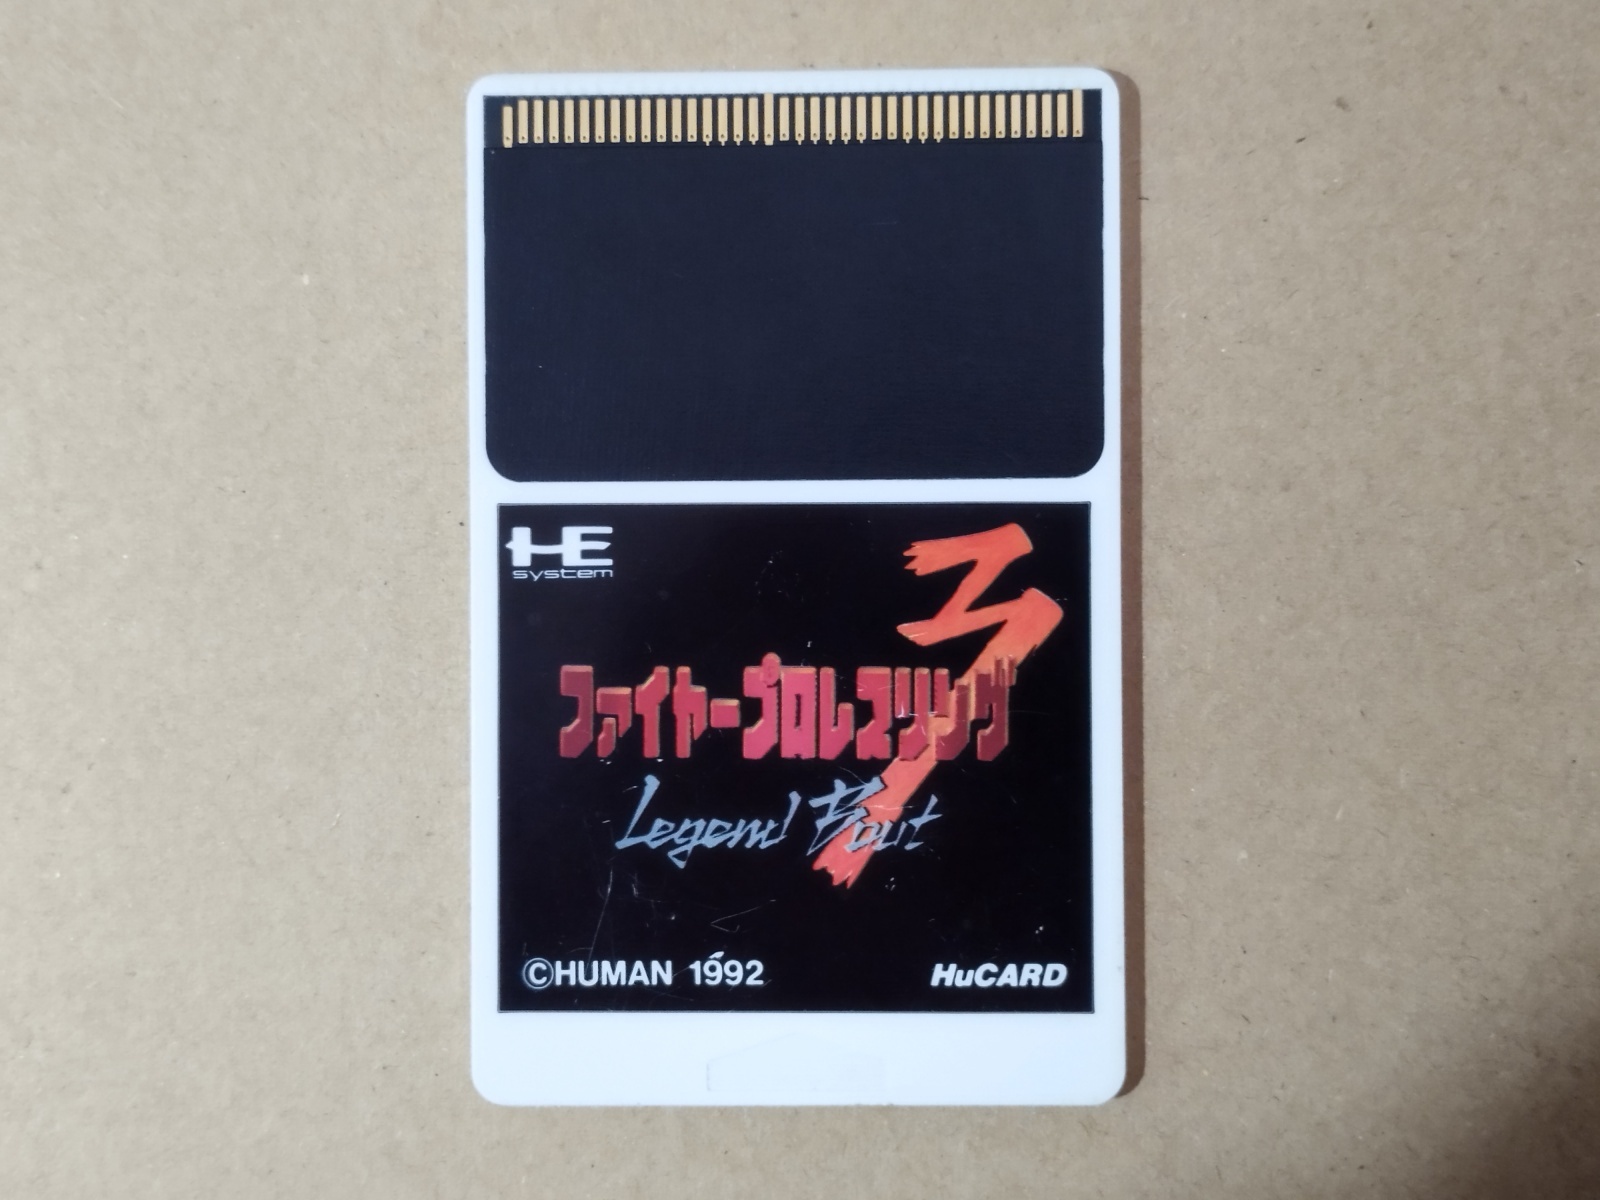 HE
system
3
ファイヤープロレスリング
Legend Bout
©HUMAN 1992
HuCARD